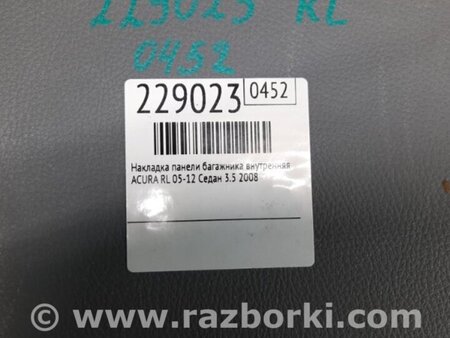 229023 RL
0452
229023 0452
Накладка панели багажника внутренняя
ACURA RL 05-12 Седан 3.5 2008
© www.razborki.com